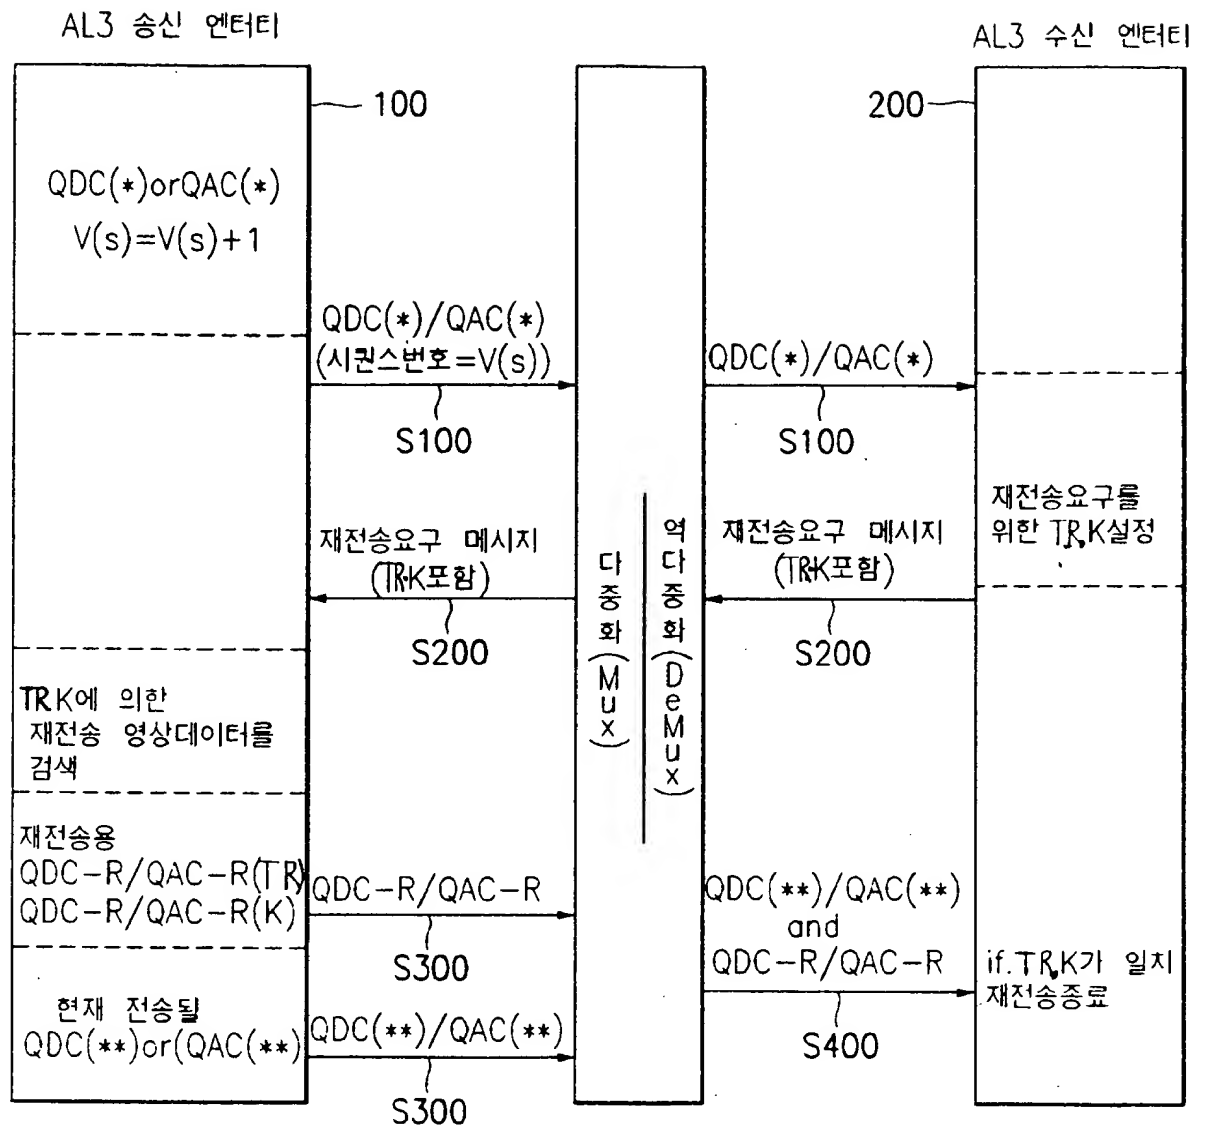 AL3 송신 엔터티
AL3 수신 엔터티
100
200
QDC(*)orQAC(*)
V(s)=V(s)+1
QDC(*)/QAC(*)
(시퀀스번호=V(s))
S100
QDC(*)/QAC(*)
S100
재전송요구를
위한 TR,K설정
재전송요구 메시지
(TR·K포함)
S200
재전송요구 메시지
(TR·K포함)
S200
다중화(Mux)
역다중화(DeMux)
TR K에 의한
재전송 영상데이터를
검색
재전송용
QDC-R/QAC-R(TR)
QDC-R/QAC-R(K)
QDC-R/QAC-R
S300
QDC(**)/QAC(**)
and
QDC-R/QAC-R
S400
if.TR,K가 일치
재전송종료
현재 전송될
QDC(**)or(QAC(**)
QDC(**)/QAC(**)
S300